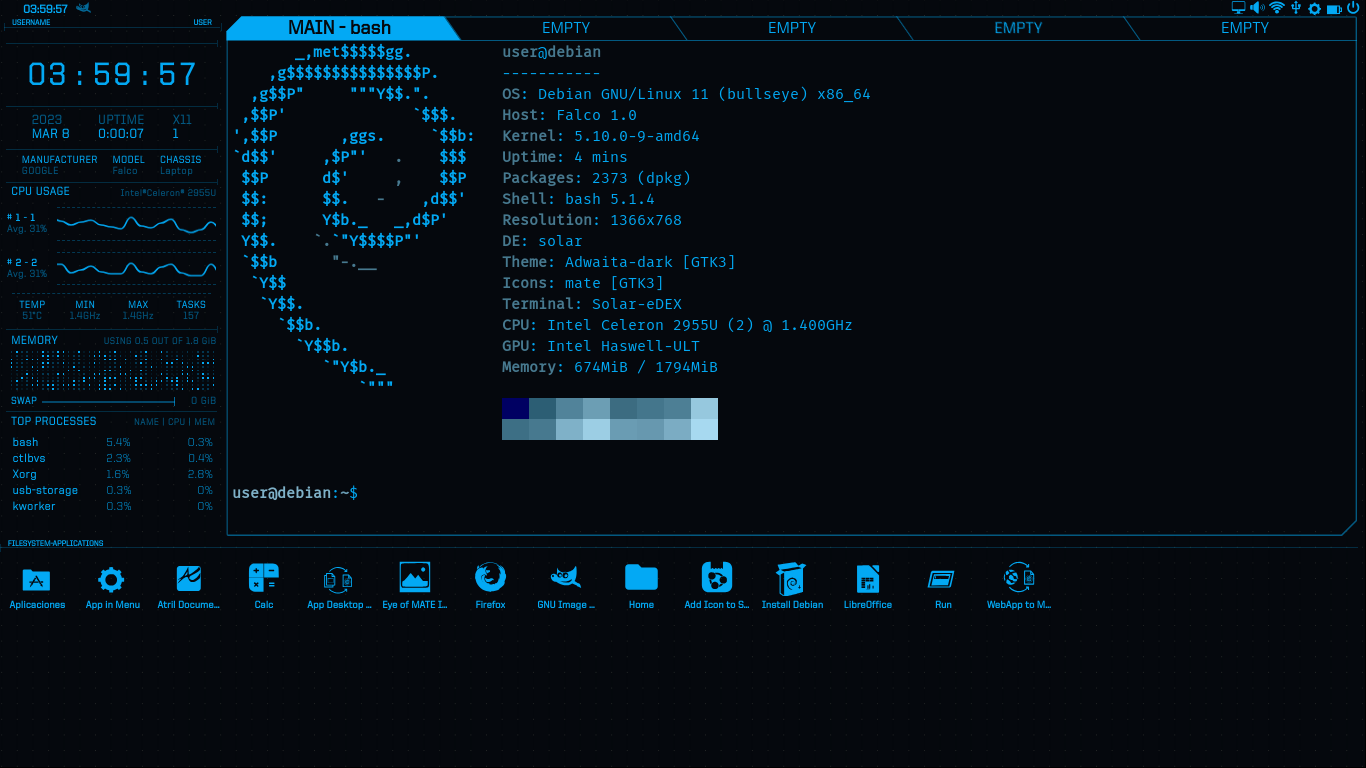 03:59:57
USERNAME USER
03:59:57
2023 UPTIME X11
MAR 8 0:00:07 1
MANUFACTURER MODEL CHASSIS
GOOGLE Falco Laptop
CPU USAGE Intel®Celeron® 2955U
# 1 - 1
Avg. 31%
# 2 - 2
Avg. 31%
TEMP MIN MAX TASKS
51°C 1.4GHz 1.4GHz 157
MEMORY USING 0.5 OUT OF 1.8 GiB
SWAP 0 GiB
TOP PROCESSES NAME | CPU | MEM
bash 5.4% 0.3%
ctlbvs 2.3% 0.4%
Xorg 1.6% 2.8%
usb-storage 0.3% 0%
kworker 0.3% 0%
MAIN - bash EMPTY EMPTY EMPTY EMPTY
user@debian
-----------
OS: Debian GNU/Linux 11 (bullseye) x86_64
Host: Falco 1.0
Kernel: 5.10.0-9-amd64
Uptime: 4 mins
Packages: 2373 (dpkg)
Shell: bash 5.1.4
Resolution: 1366x768
DE: solar
Theme: Adwaita-dark [GTK3]
Icons: mate [GTK3]
Terminal: Solar-eDEX
CPU: Intel Celeron 2955U (2) @ 1.400GHz
GPU: Intel Haswell-ULT
Memory: 674MiB / 1794MiB
user@debian:~$
FILESYSTEM-APPLICATIONS
Aplicaciones App in Menu Atril Docume... Calc App Desktop ... Eye of MATE I... Firefox GNU Image ... Home Add Icon to S... Install Debian LibreOffice Run WebApp to M...